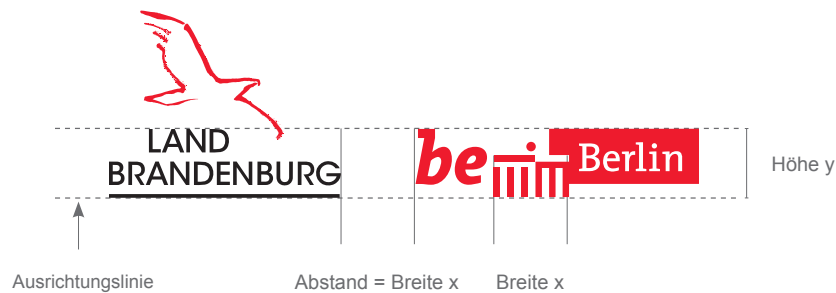 LAND
BRANDENBURG
be Berlin
Höhe y
Ausrichtungslinie
Abstand = Breite x
Breite x